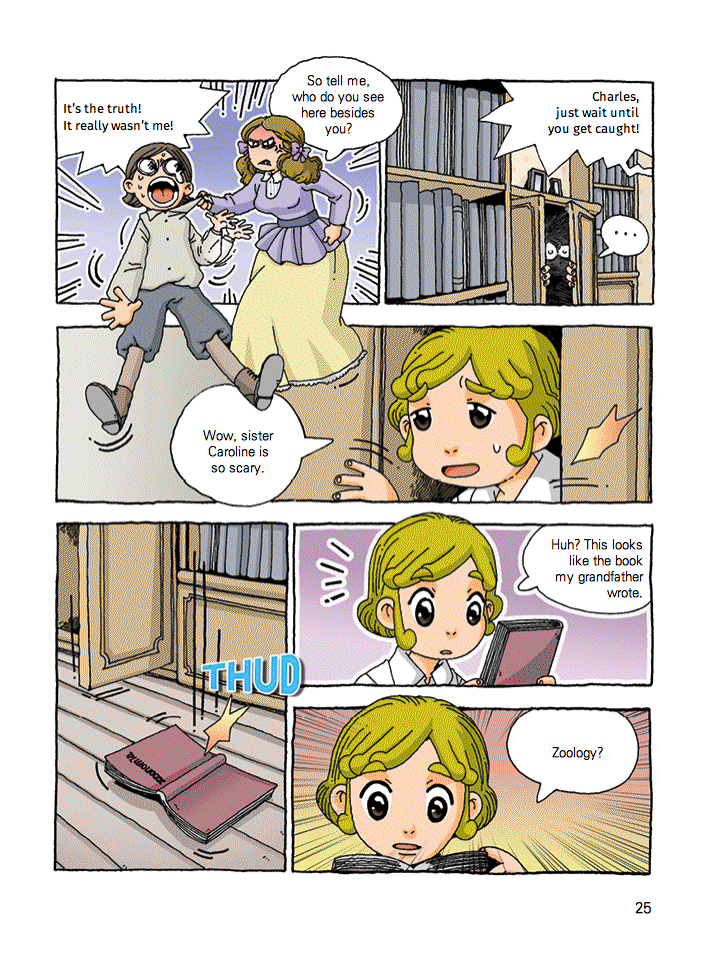 It's the truth!
It really wasn't me!
So tell me,
who do you see
here besides
you?
Charles,
just wait until
you get caught!
...
Wow, sister
Caroline is
so scary.
THUD
Huh? This looks
like the book
my grandfather
wrote.
Zoology?
25